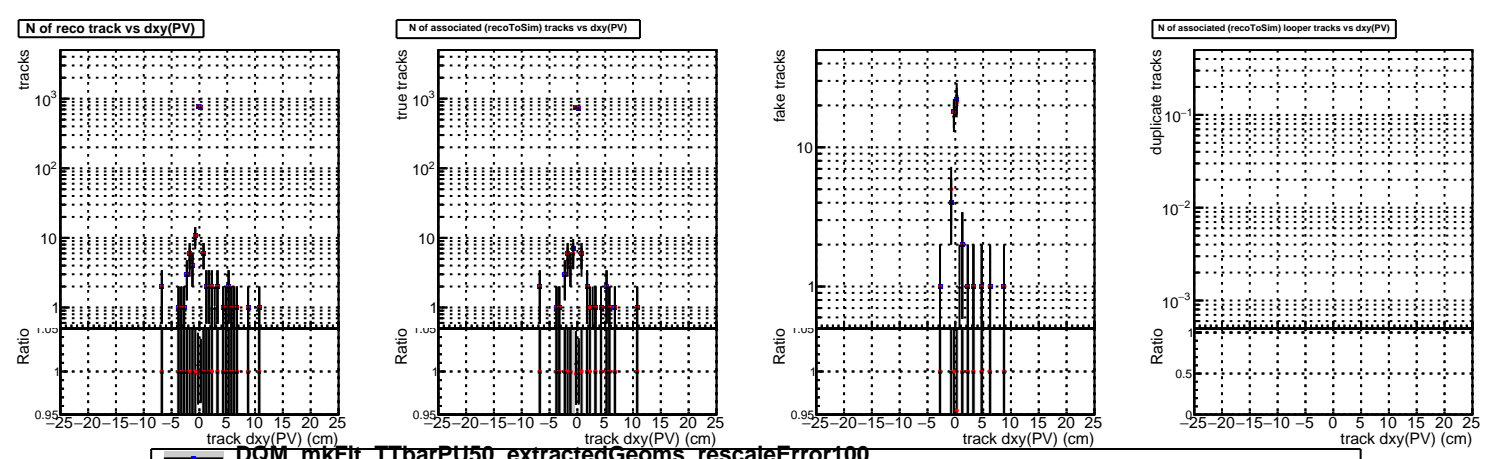 N of reco track vs dxy(PV)
tracks
10³
10²
10
1
Ratio
1.05
1
0.95
−25 −20 −15 −10 −5 0 5 10 15 20 25
track dxy(PV) (cm)
N of associated (recoToSim) tracks vs dxy(PV)
true tracks
10³
10²
10
1
Ratio
1.05
1
0.95
−25 −20 −15 −10 −5 0 5 10 15 20 25
track dxy(PV) (cm)
fake tracks
10
1
Ratio
1.05
1
0.95
−25 −20 −15 −10 −5 0 5 10 15 20 25
track dxy(PV) (cm)
N of associated (recoToSim) looper tracks vs dxy(PV)
duplicate tracks
10⁻¹
10⁻²
10⁻³
Ratio
1
0.5
0
−25 −20 −15 −10 −5 0 5 10 15 20 25
track dxy(PV) (cm)
DQM_mkFit_TTbarPU50_extractedGeoms_rescaleError100